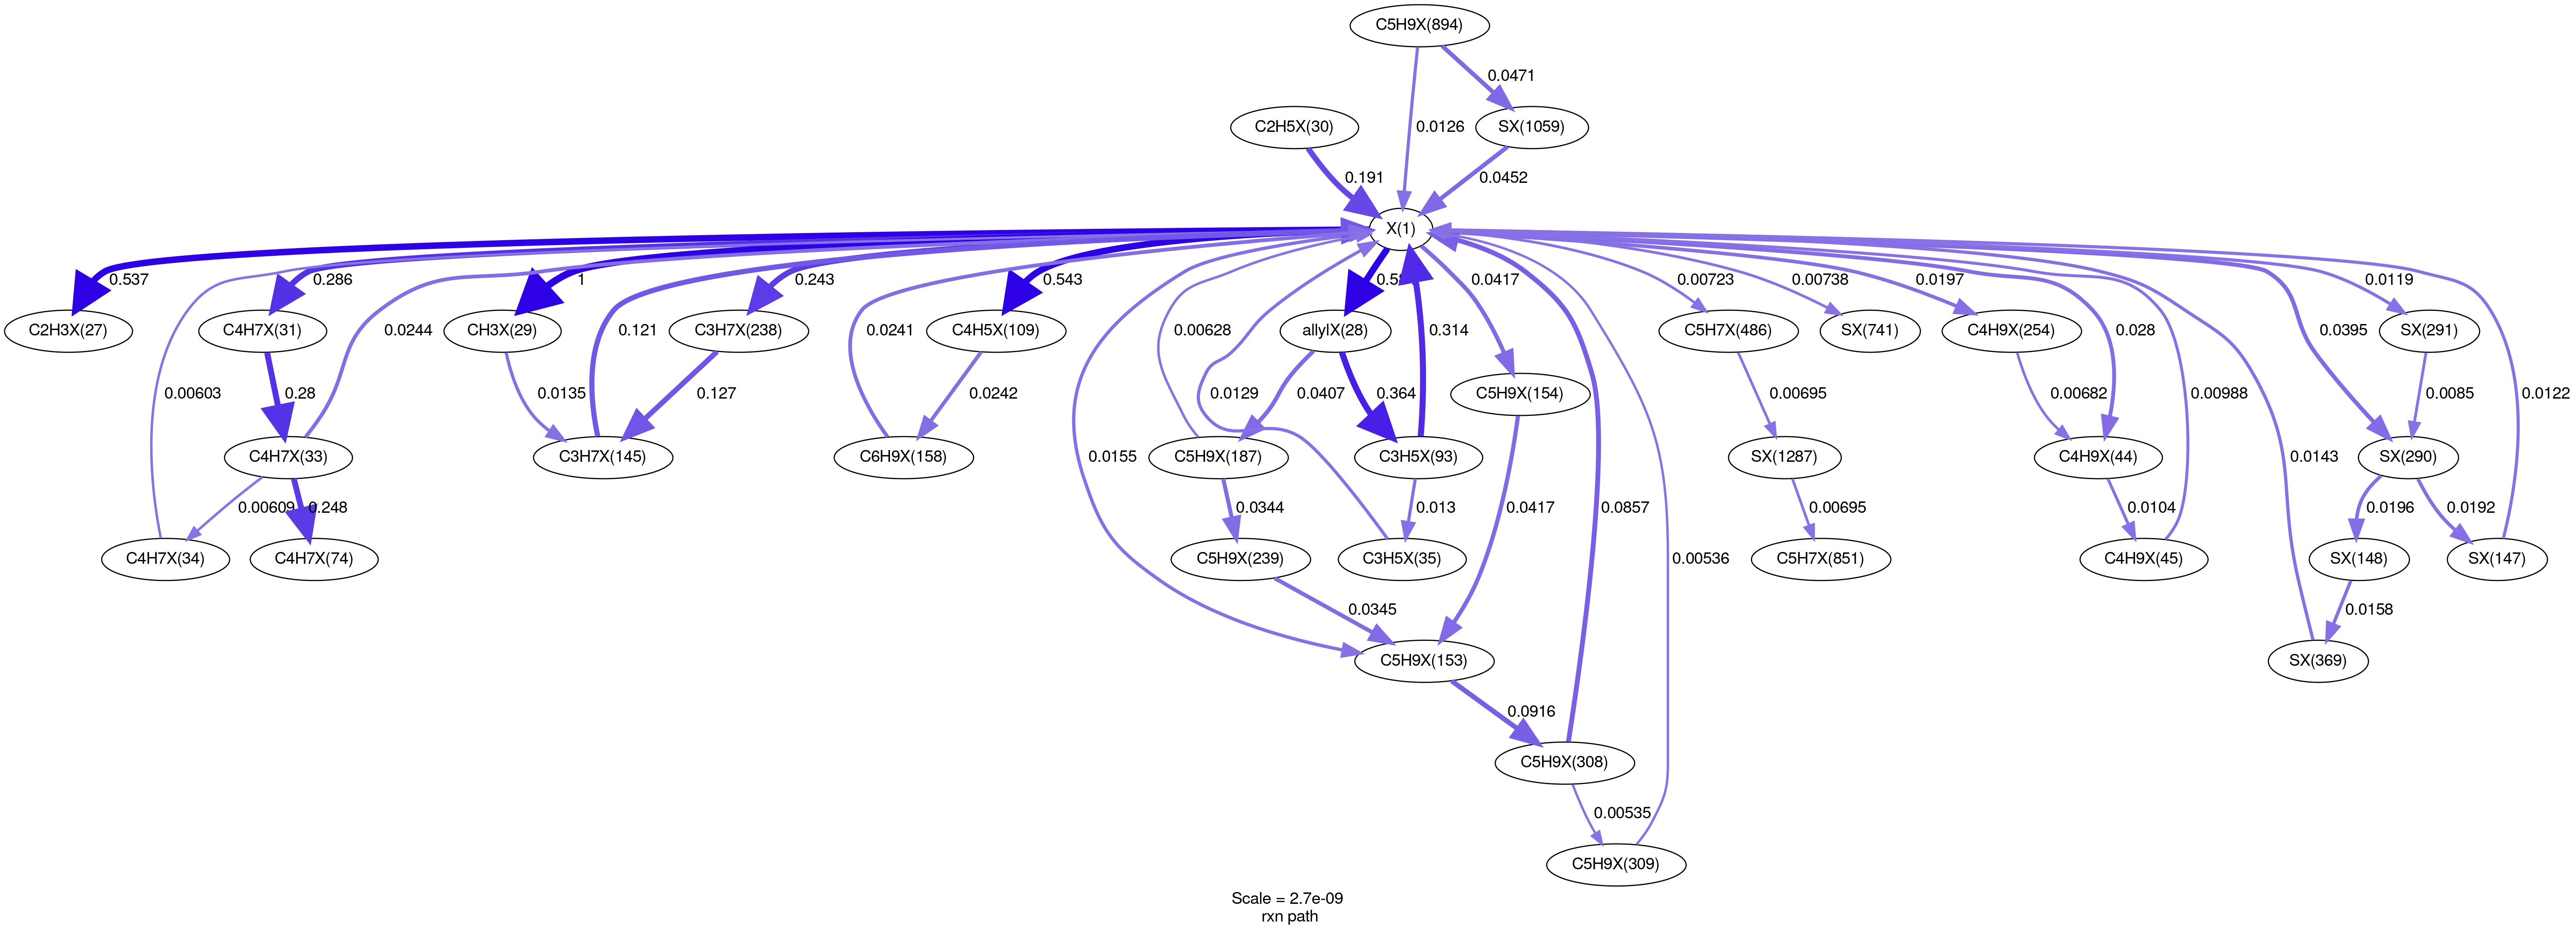 C5H9X(894)
0.0471
C2H5X(30)
0.0126
SX(1059)
0.191
0.0452
X(1)
0.537
0.286
1
0.243
0.543
0.0417
0.00723
0.00738
0.0197
0.0119
C2H3X(27)
C4H7X(31)
0.0244
CH3X(29)
0.121
C3H7X(238)
0.0241
C4H5X(109)
0.00628
allylX(28)
0.314
C5H7X(486)
SX(741)
C4H9X(254)
0.028
0.0395
SX(291)
0.00603
0.28
0.0135
0.127
0.0242
0.0129
0.0407
0.364
C5H9X(154)
0.00695
0.00682
0.00988
0.0085
0.0122
C4H7X(33)
C3H7X(145)
C6H9X(158)
0.0155
C5H9X(187)
C3H5X(93)
SX(1287)
C4H9X(44)
0.0143
SX(290)
0.00609
0.248
0.0344
0.013
0.0417
0.0857
0.00695
0.0104
0.0196
0.0192
C4H7X(34)
C4H7X(74)
C5H9X(239)
C3H5X(35)
0.00536
C5H7X(851)
C4H9X(45)
SX(148)
SX(147)
0.0345
0.0158
C5H9X(153)
SX(369)
0.0916
C5H9X(308)
0.00535
C5H9X(309)
Scale = 2.7e-09
rxn path